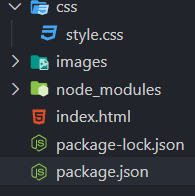 css
style.css
images
node_modules
index.html
package-lock.json
package.json